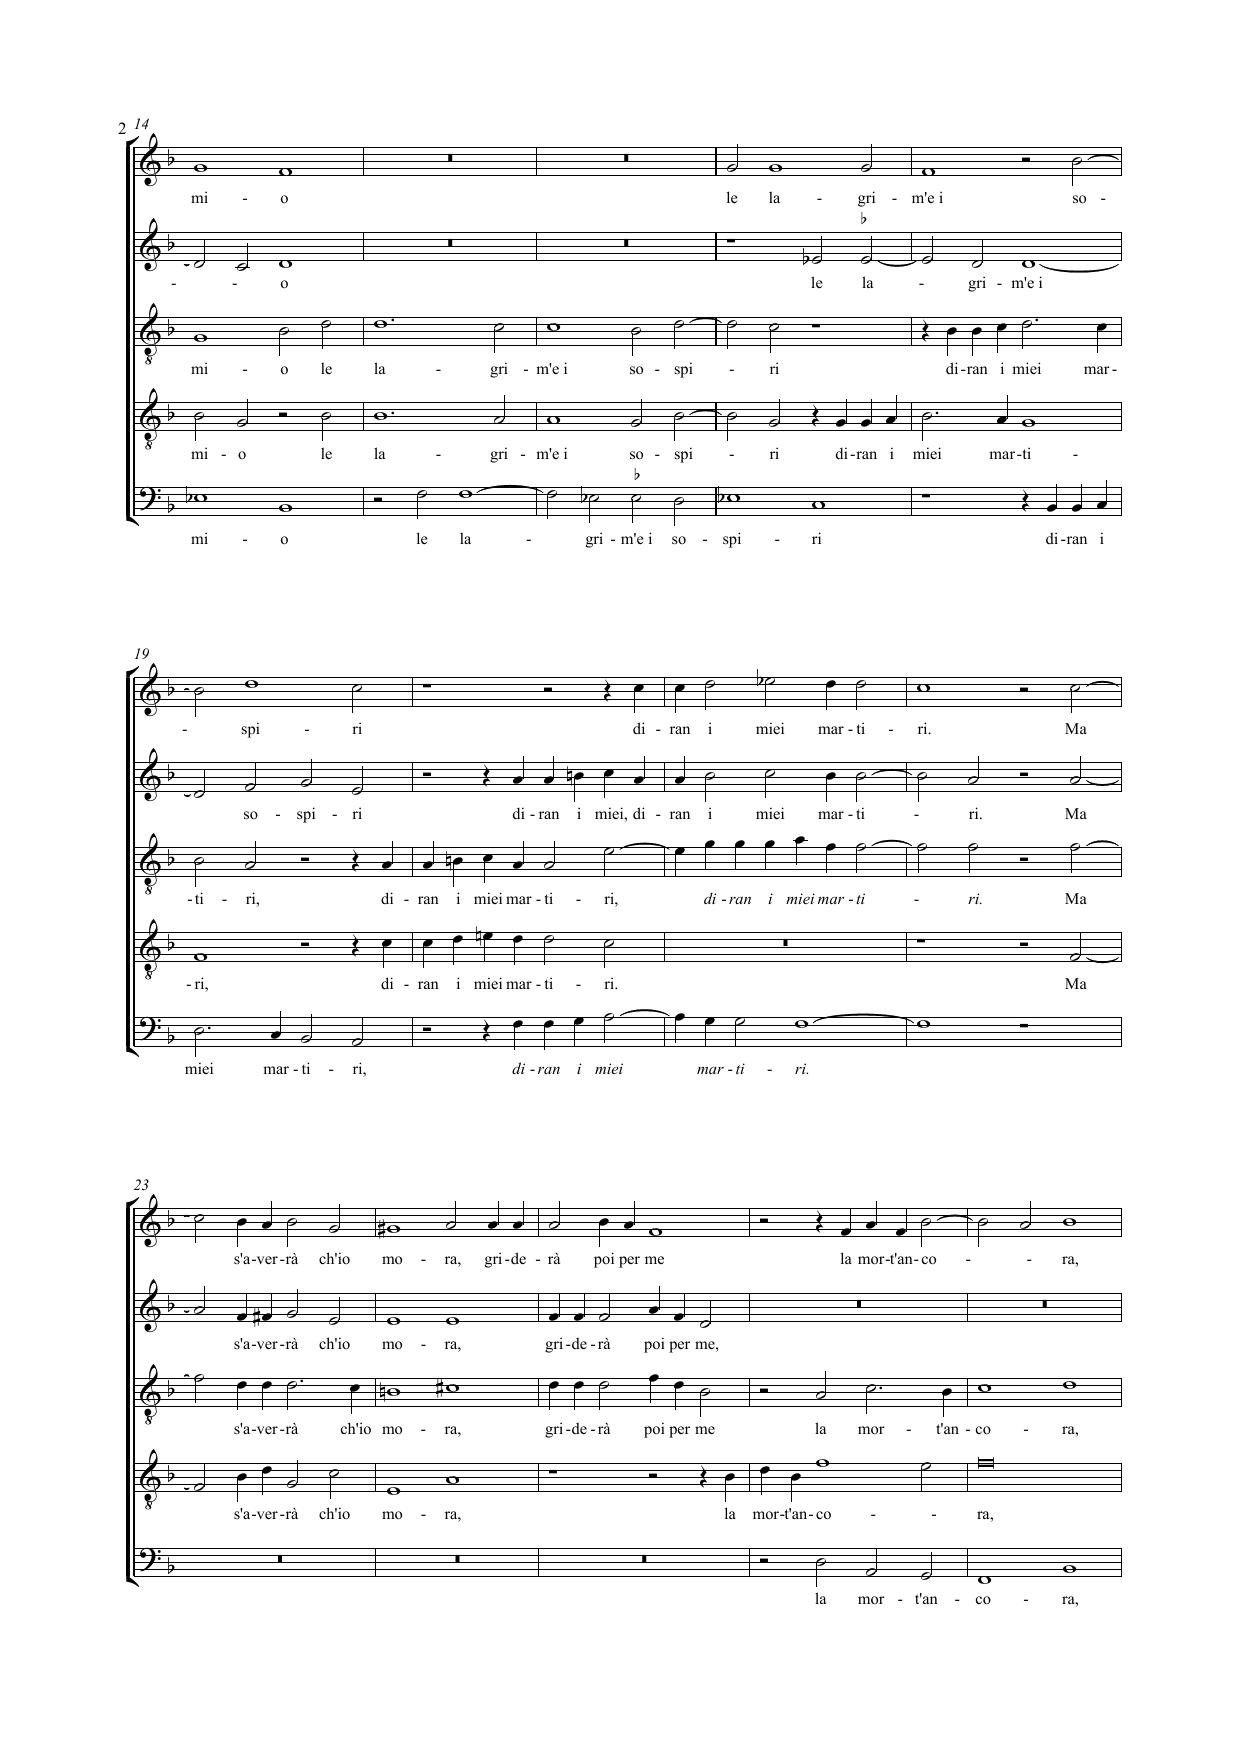 2 14
mi - o le la - gri - m'e i so -
- - o le la - gri - m'e i
mi - o le la - gri - m'e i so - spi - ri di - ran i miei mar -
mi - o le la - gri - m'e i so - spi - ri di - ran i miei mar - ti -
mi - o le la - gri - m'e i so - spi - ri di - ran i
19
- spi - ri di - ran i miei mar - ti - ri. Ma
so - spi - ri di - ran i miei, di - ran i miei mar - ti - ri. Ma
- ti - ri, di - ran i miei mar - ti - ri, di - ran i miei mar - ti - ri. Ma
- ri, di - ran i miei mar - ti - ri. Ma
miei mar - ti - ri, di - ran i miei mar - ti - ri.
23
s'a - ver - rà ch'io mo - ra, gri - de - rà poi per me la mor - t'an - co - - ra,
s'a - ver - rà ch'io mo - ra, gri - de - rà poi per me,
s'a - ver - rà ch'io mo - ra, gri - de - rà poi per me la mor - t'an - co - ra,
s'a - ver - rà ch'io mo - ra, la mor - t'an - co - - ra,
la mor - t'an - co - ra,